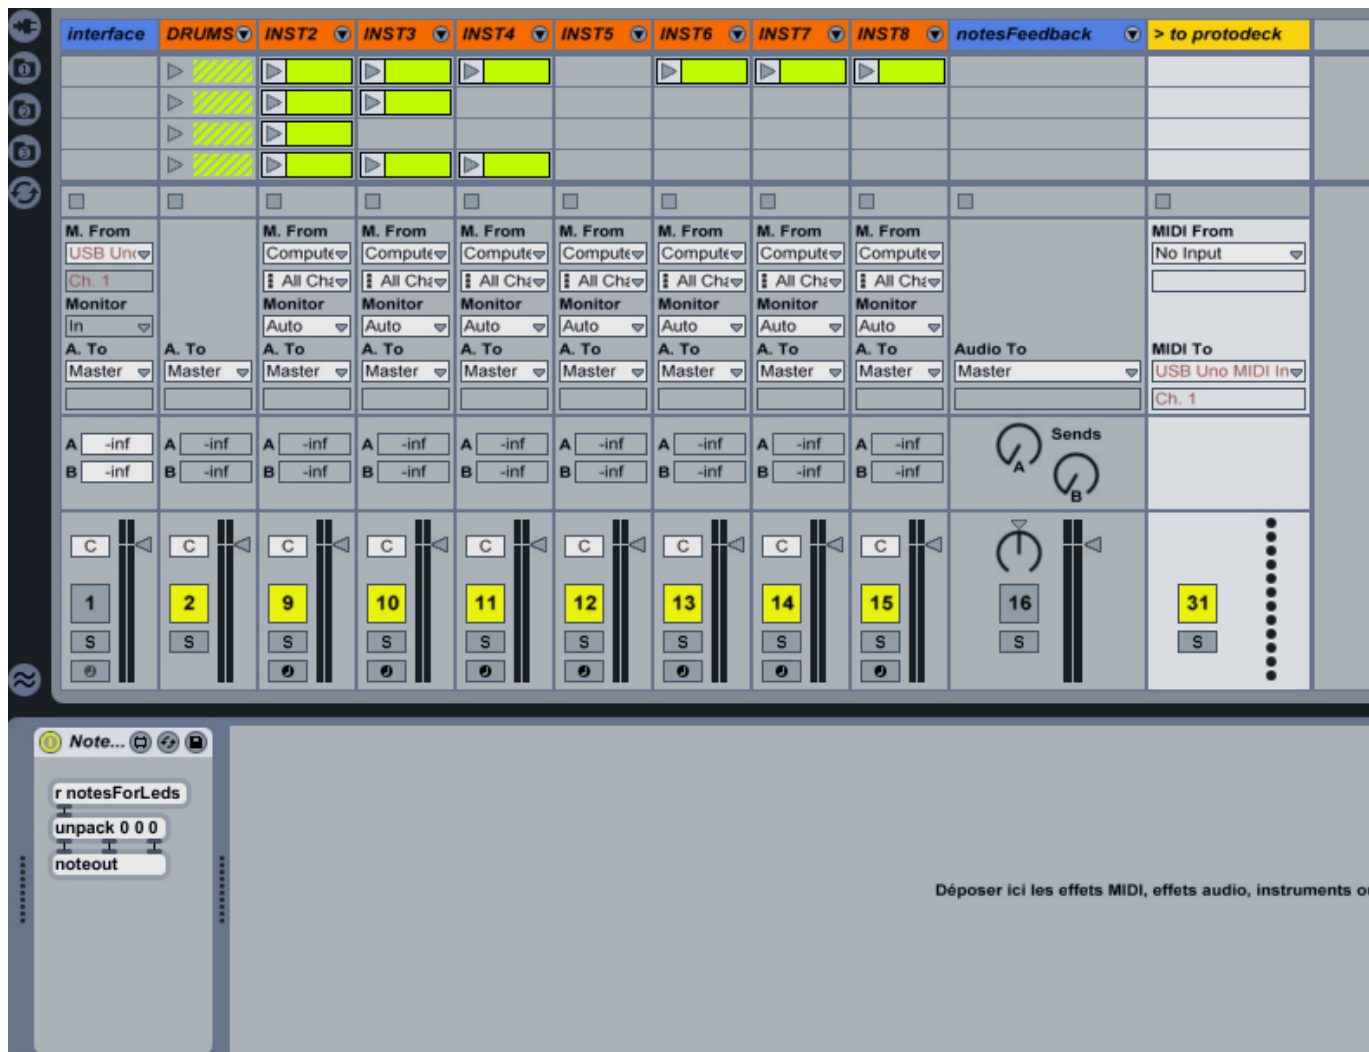 interface DRUMS INST2 INST3 INST4 INST5 INST6 INST7 INST8 notesFeedback > to protodeck
M. From M. From M. From M. From M. From M. From M. From M. From MIDI From
USB Uno Compute Compute Compute Compute Compute Compute Compute No Input
Ch. 1 All Cha All Cha All Cha All Cha All Cha All Cha All Cha
Monitor Monitor Monitor Monitor Monitor Monitor Monitor Monitor
In Auto Auto Auto Auto Auto Auto Auto
A. To A. To A. To A. To A. To A. To A. To A. To A. To Audio To MIDI To
Master Master Master Master Master Master Master Master Master Master USB Uno MIDI In
Ch. 1
A -inf A -inf A -inf A -inf A -inf A -inf A -inf A -inf A -inf A Sends
B -inf B -inf B -inf B -inf B -inf B -inf B -inf B -inf B -inf B
C C C C C C C C C
1 2 9 10 11 12 13 14 15 16 31
S S S S S S S S S S S
Note...
r notesForLeds
unpack 0 0 0
noteout
Déposer ici les effets MIDI, effets audio, instruments